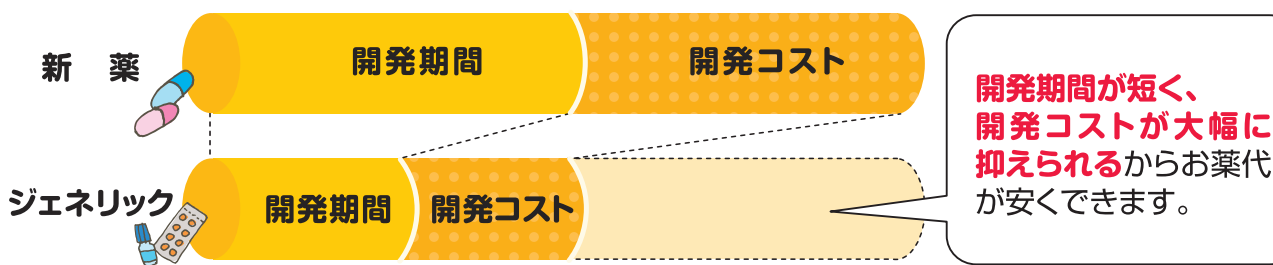 新　薬
開発期間
開発コスト
ジェネリック
開発期間
開発コスト
開発期間が短く、
開発コストが大幅に
抑えられるからお薬代
が安くできます。